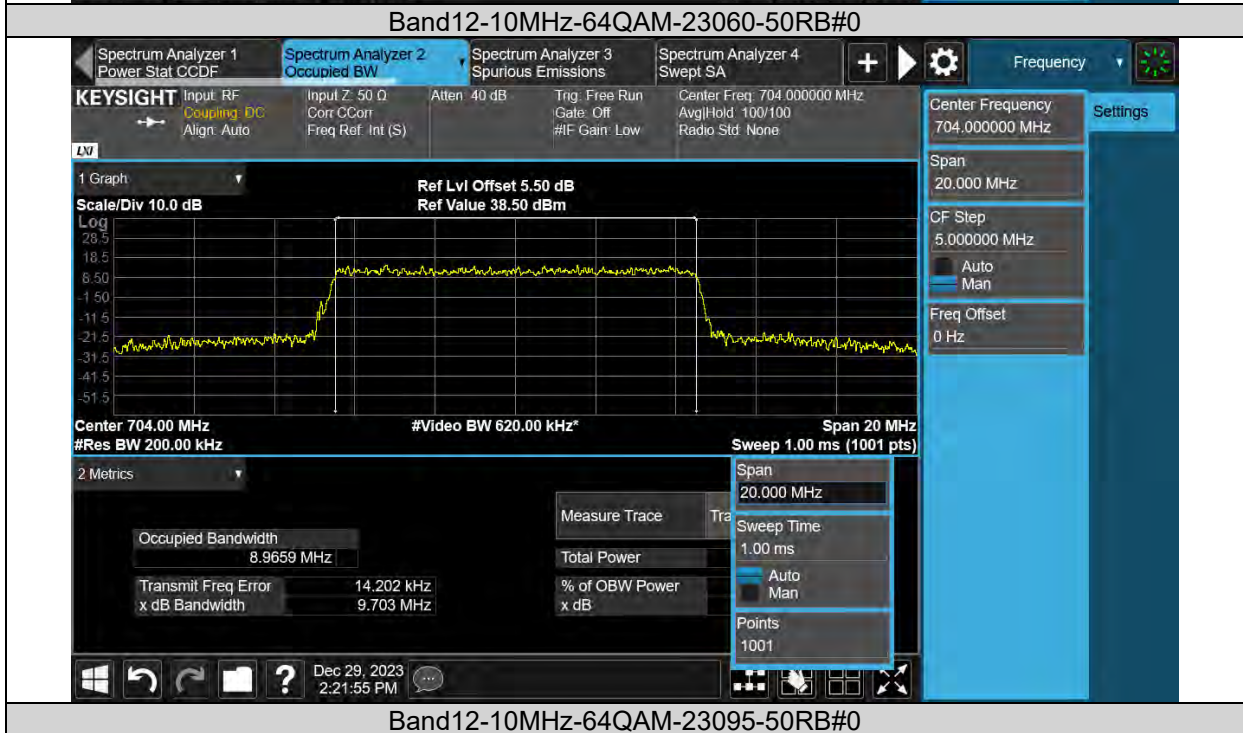 Band12-10MHz-64QAM-23060-50RB#0
Spectrum Analyzer 1
Power Stat CCDF
Spectrum Analyzer 2
Occupied BW
Spectrum Analyzer 3
Spurious Emissions
Spectrum Analyzer 4
Swept SA
Frequency
KEYSIGHT
Input: RF
Coupling: DC
Align: Auto
Input Z: 50 Ω
Corr CCorr
Freq Ref: Int (S)
Atten: 40 dB
Trig: Free Run
Gate: Off
#IF Gain: Low
Center Freq: 704.000000 MHz
Avg|Hold: 100/100
Radio Std: None
LXI
Center Frequency
704.000000 MHz
Settings
Span
20.000 MHz
CF Step
5.000000 MHz
Auto
Man
Freq Offset
0 Hz
1 Graph
Scale/Div 10.0 dB
Ref Lvl Offset 5.50 dB
Ref Value 38.50 dBm
Log
28.5
18.5
8.50
-1.50
-11.5
-21.5
-31.5
-41.5
-51.5
Center 704.00 MHz
#Video BW 620.00 kHz*
Span 20 MHz
#Res BW 200.00 kHz
Sweep 1.00 ms (1001 pts)
2 Metrics
Occupied Bandwidth
8.9659 MHz
Transmit Freq Error 14.202 kHz
x dB Bandwidth 9.703 MHz
Measure Trace
Total Power
% of OBW Power
x dB
Span
20.000 MHz
Sweep Time
1.00 ms
Auto
Man
Points
1001
?
Dec 29, 2023
2:21:55 PM
Band12-10MHz-64QAM-23095-50RB#0